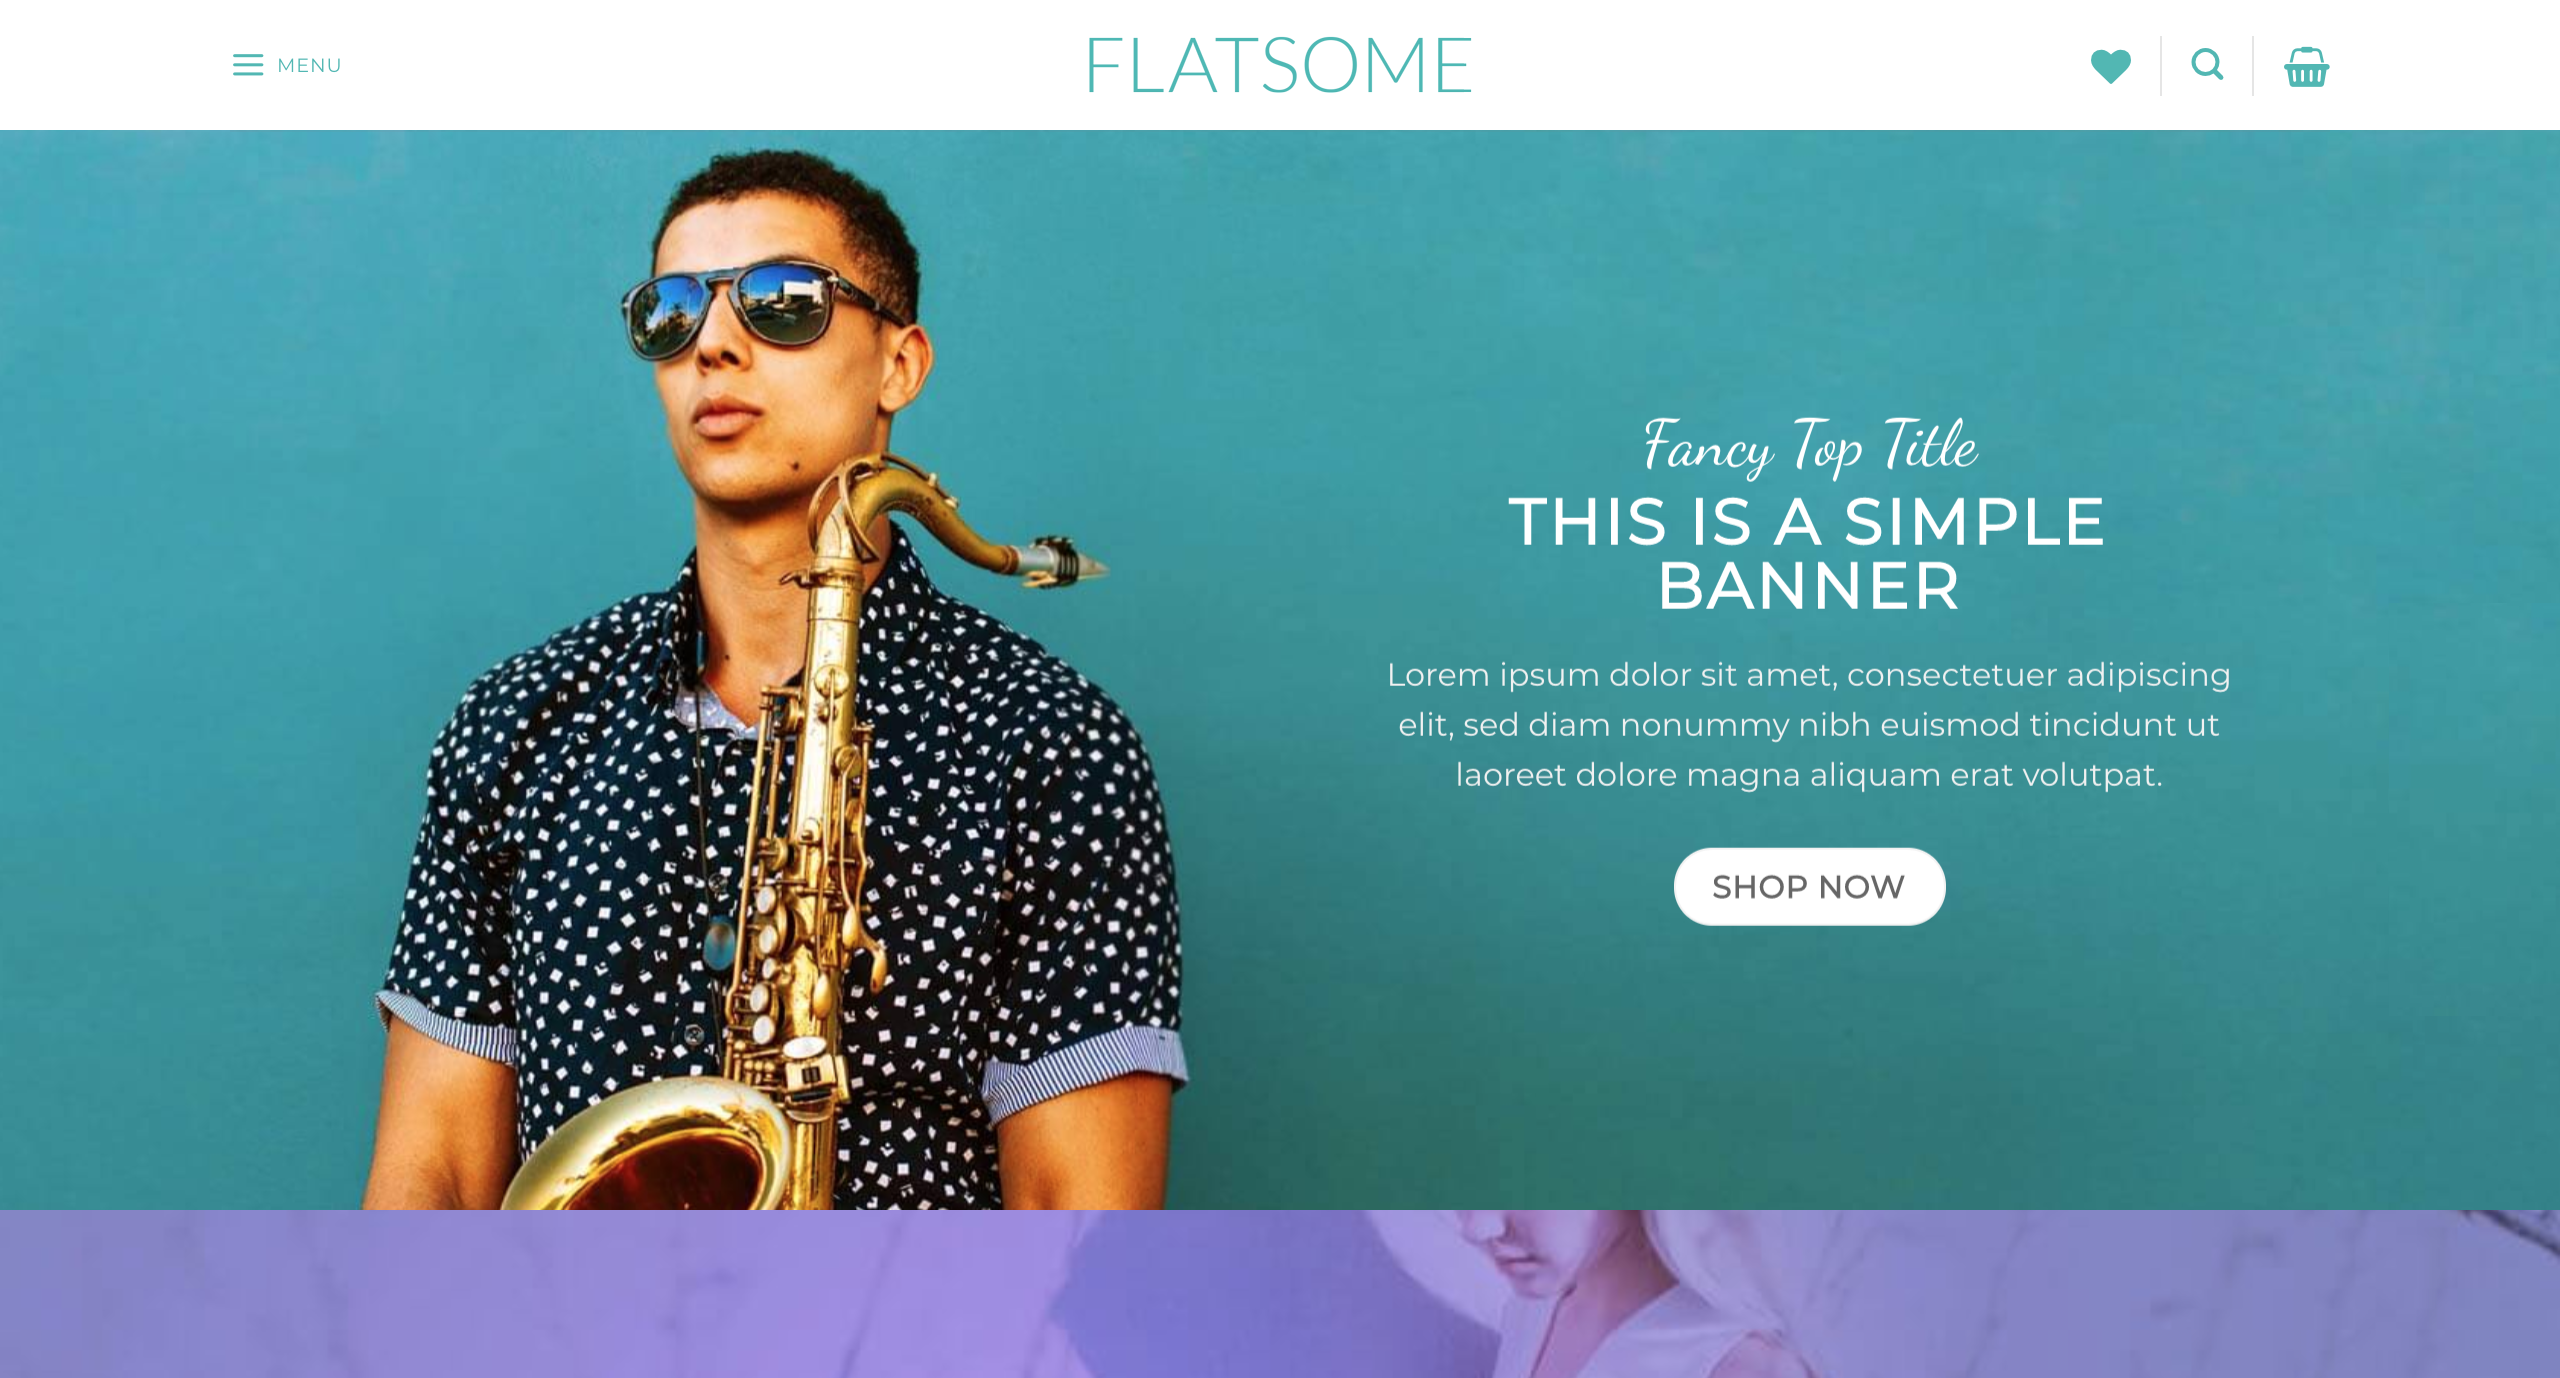 MENU
FLATSOME
Fancy Top Title
THIS IS A SIMPLE
BANNER
Lorem ipsum dolor sit amet, consectetuer adipiscing
elit, sed diam nonummy nibh euismod tincidunt ut
laoreet dolore magna aliquam erat volutpat.
SHOP NOW